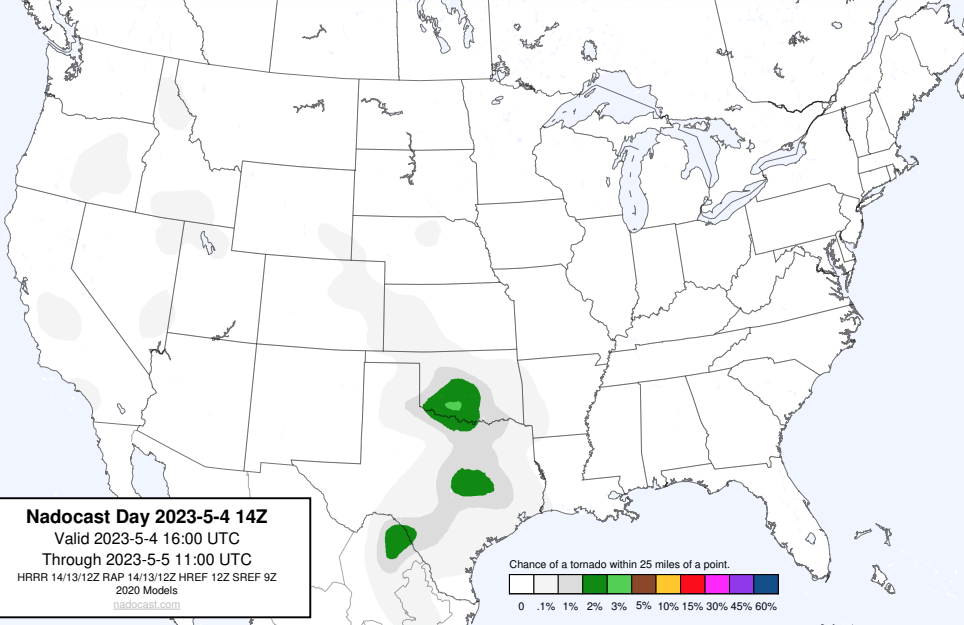 Nadocast Day 2023-5-4 14Z
Valid 2023-5-4 16:00 UTC
Through 2023-5-5 11:00 UTC
HRRR 14/13/12Z RAP 14/13/12Z HREF 12Z SREF 9Z
2020 Models
nadocast.com
Chance of a tornado within 25 miles of a point.
0 .1% 1% 2% 3% 5% 10% 15% 30% 45% 60%